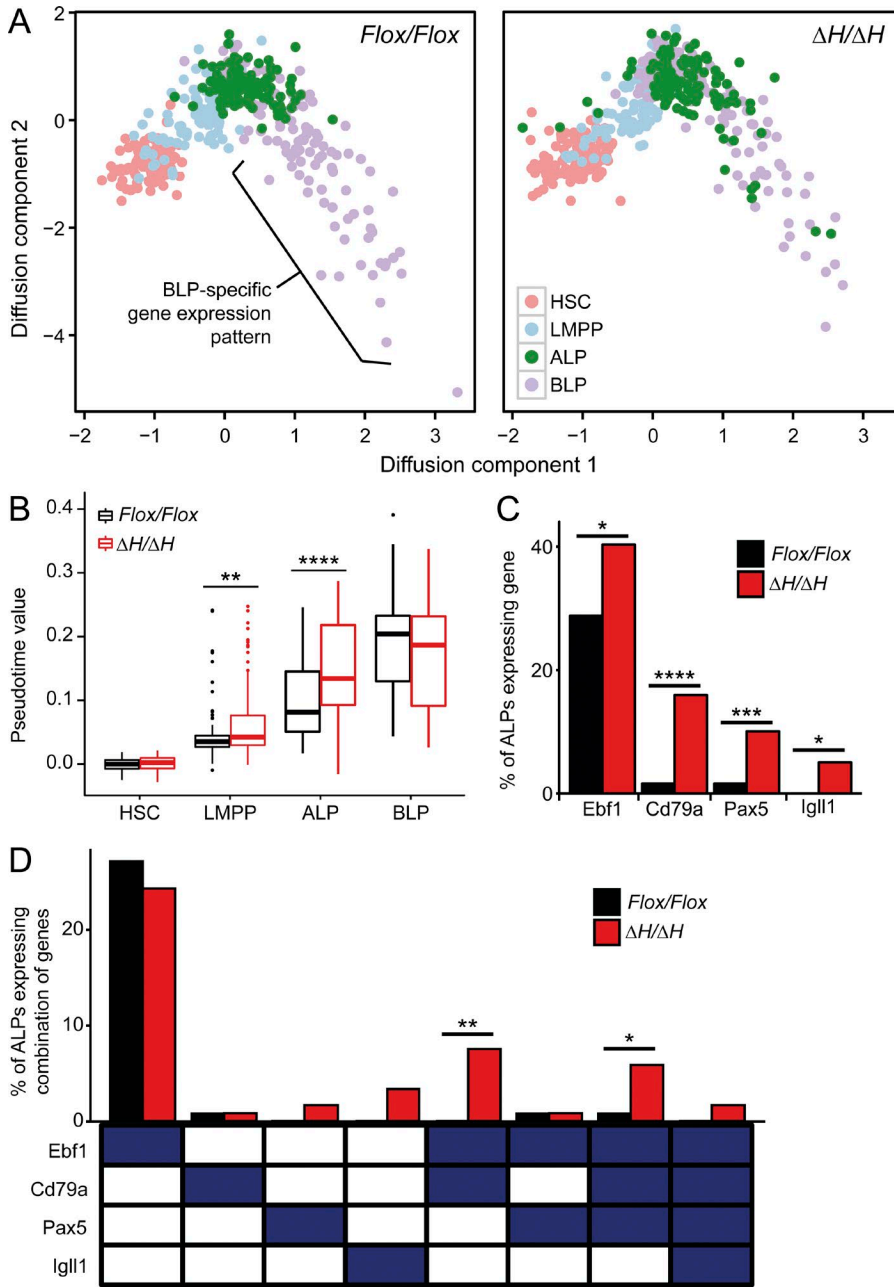 A
Flox/Flox
ΔH/ΔH
2
0
−2
−4
Diffusion component 2
BLP-specific
gene expression
pattern
HSC
LMPP
ALP
BLP
−2 −1 0 1 2 3
−2 −1 0 1 2 3
Diffusion component 1
B
Flox/Flox
ΔH/ΔH
0.4
0.3
0.2
0.1
0.0
Pseudotime value
**
****
HSC LMPP ALP BLP
C
Flox/Flox
ΔH/ΔH
40
20
0
% of ALPs expressing gene
*
****
***
*
Ebf1 Cd79a Pax5 Igll1
D
Flox/Flox
ΔH/ΔH
20
10
0
% of ALPs expressing
combination of genes
**
*
Ebf1
Cd79a
Pax5
Igll1